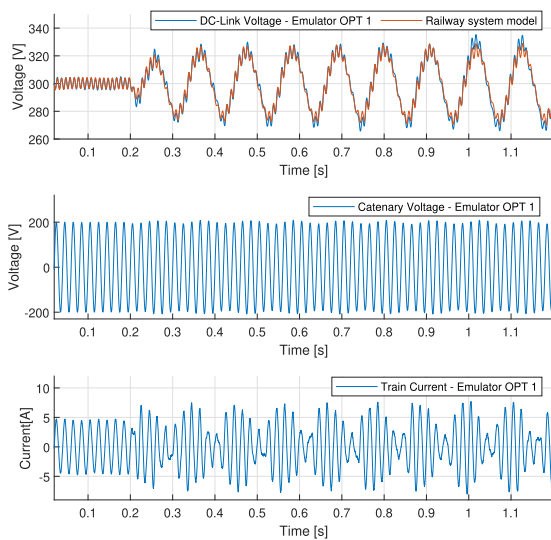 DC-Link Voltage - Emulator OPT 1 Railway system model
340
320
300
280
260
Voltage [V]
0.1 0.2 0.3 0.4 0.5 0.6 0.7 0.8 0.9 1 1.1
Time [s]
Catenary Voltage - Emulator OPT 1
200
0
-200
Voltage [V]
0.1 0.2 0.3 0.4 0.5 0.6 0.7 0.8 0.9 1 1.1
Time [s]
Train Current - Emulator OPT 1
10
5
0
-5
Current[A]
0.1 0.2 0.3 0.4 0.5 0.6 0.7 0.8 0.9 1 1.1
Time [s]